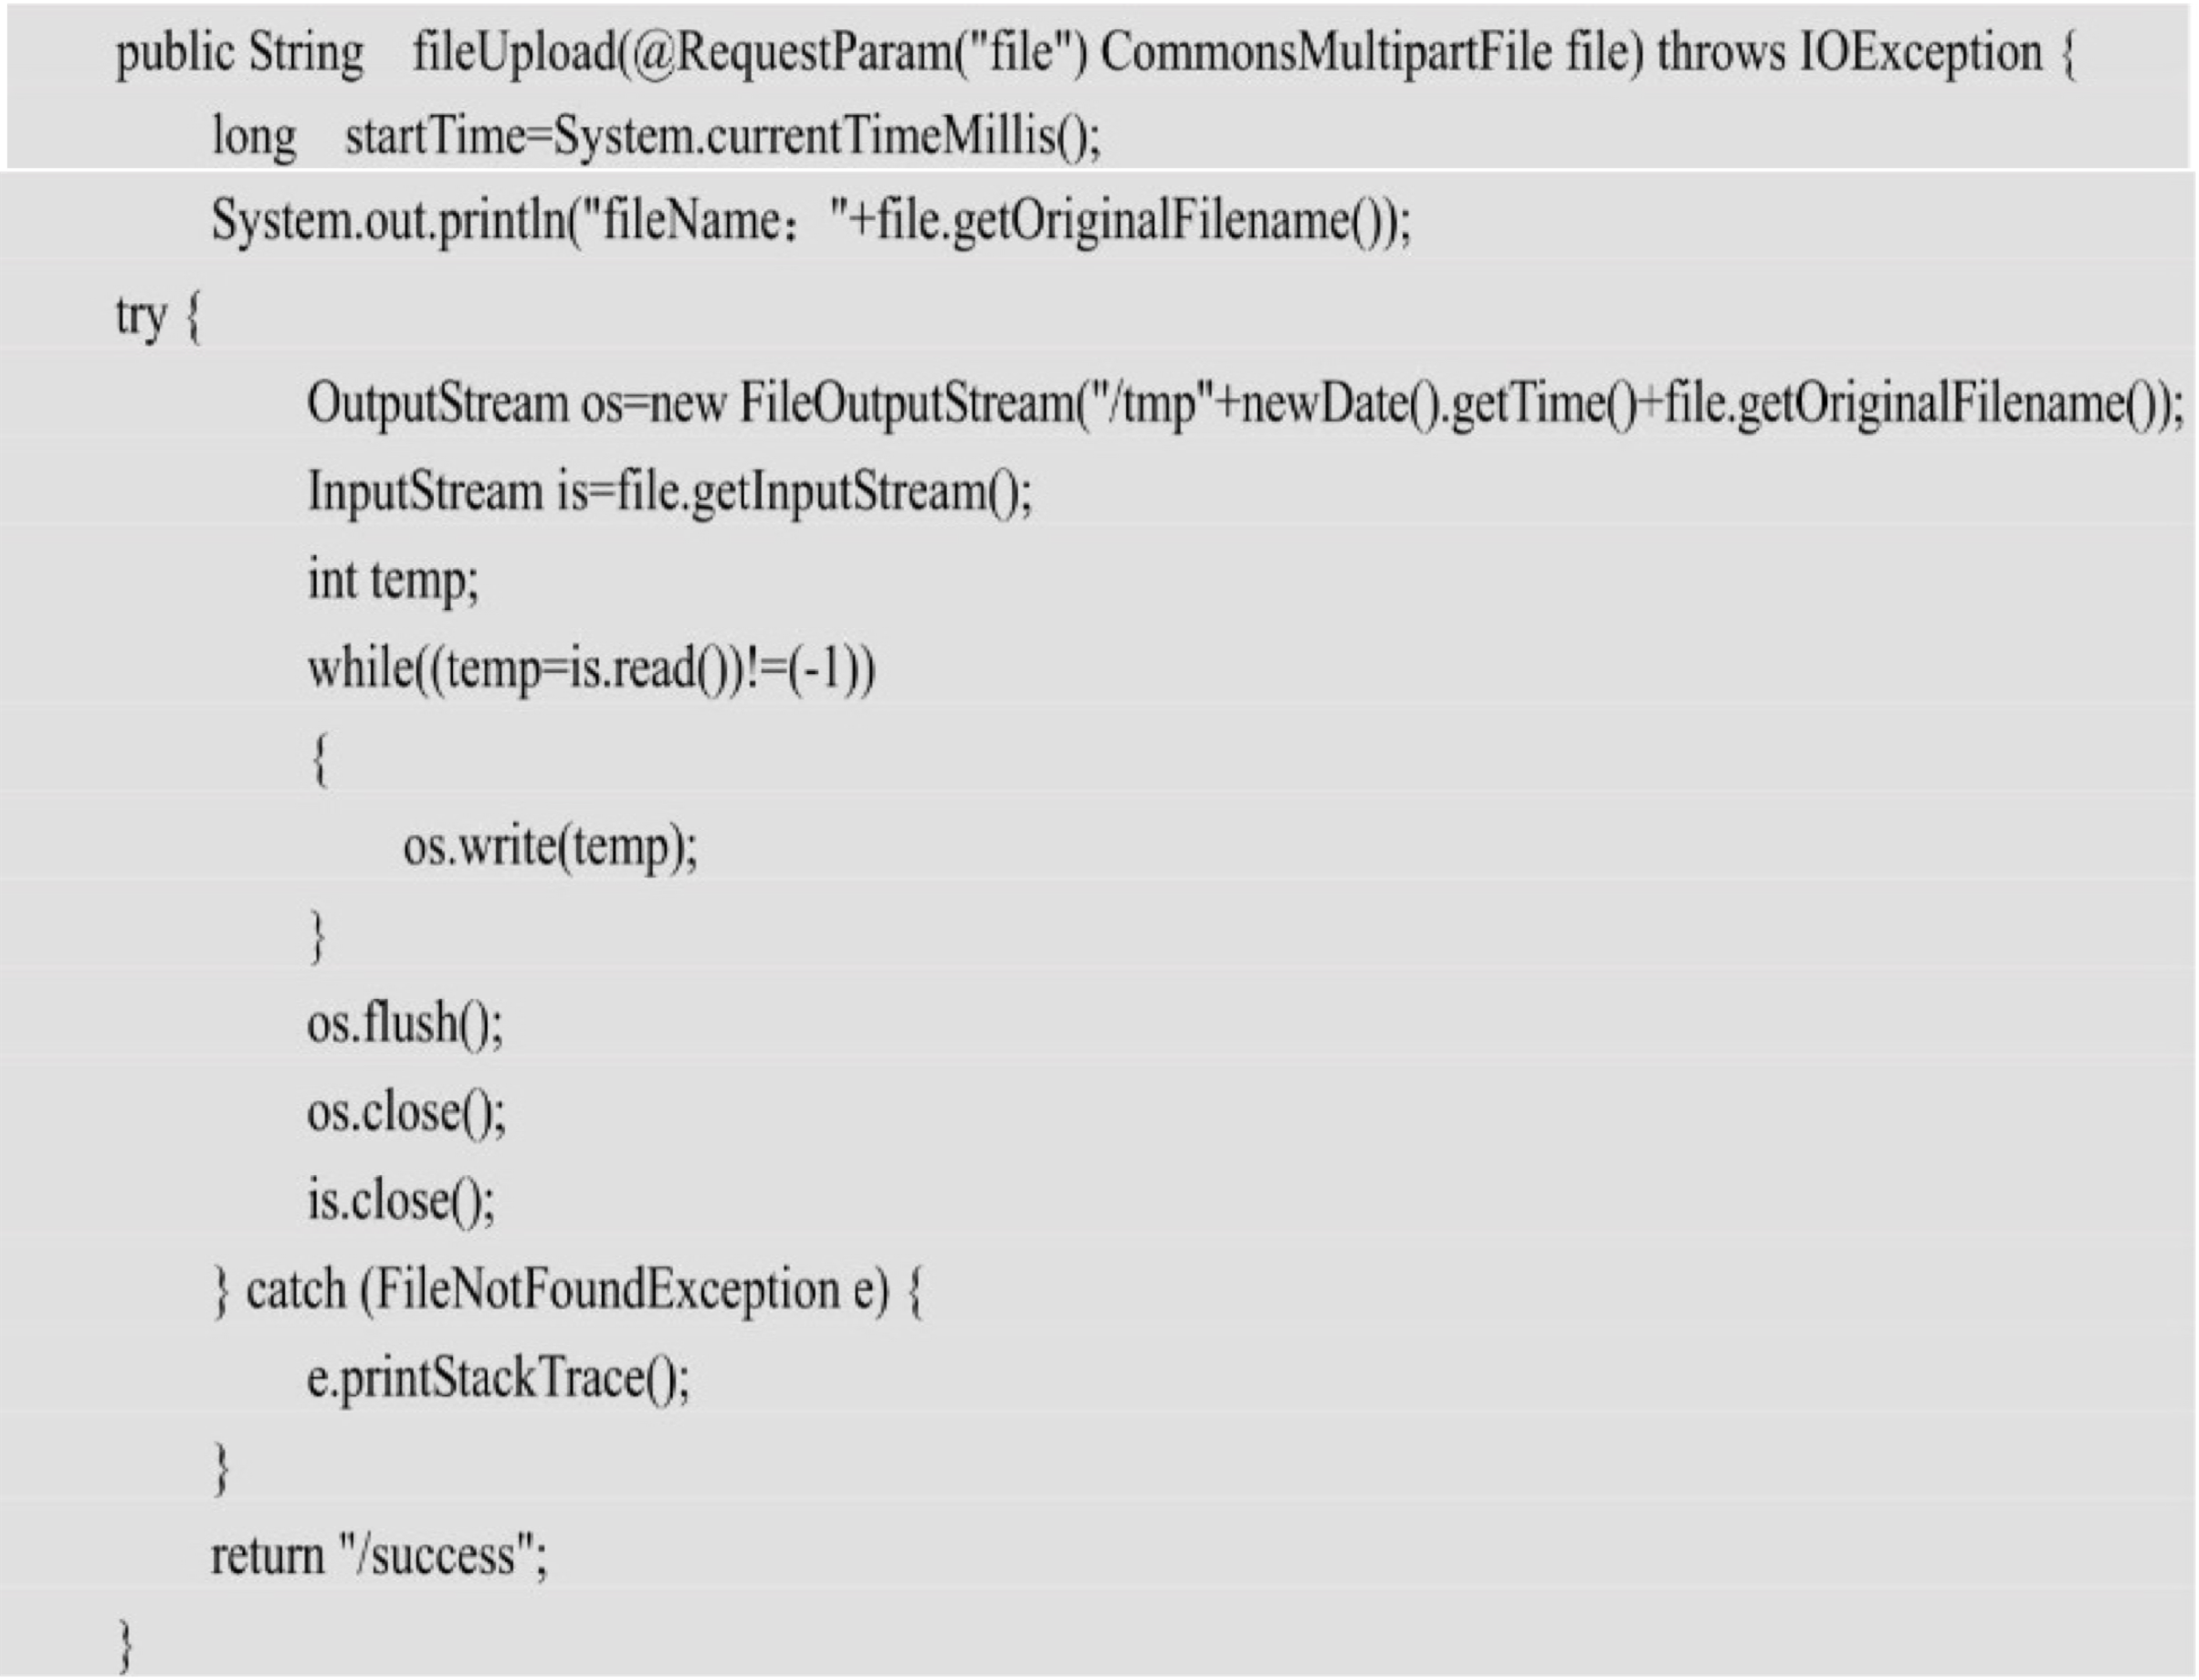 public String fileUpload(@RequestParam("file") CommonsMultipartFile file) throws IOException {
long startTime=System.currentTimeMillis();
System.out.println("fileName："+file.getOriginalFilename());
try {
OutputStream os=new FileOutputStream("/tmp"+newDate().getTime()+file.getOriginalFilename());
InputStream is=file.getInputStream();
int temp;
while((temp=is.read())!=(-1))
{
os.write(temp);
}
os.flush();
os.close();
is.close();
} catch (FileNotFoundException e) {
e.printStackTrace();
}
return "/success";
}